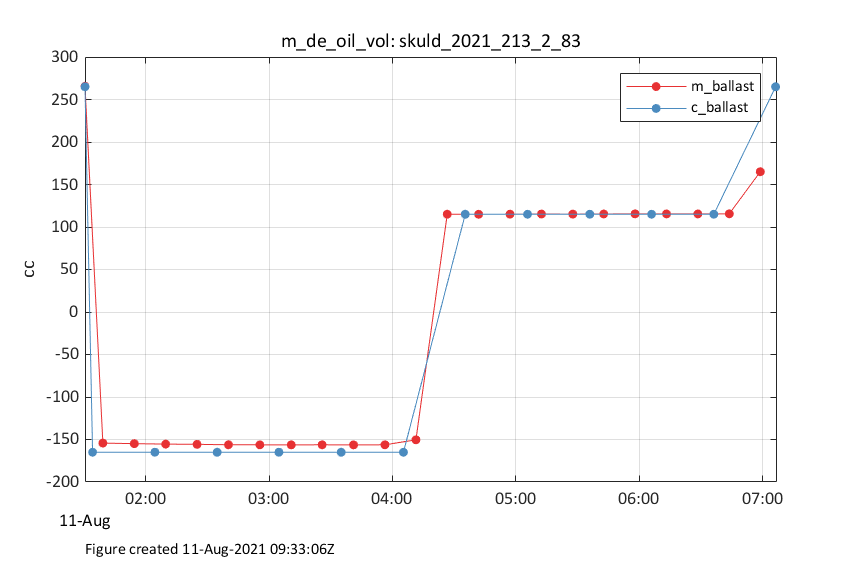 m_de_oil_vol: skuld_2021_213_2_83
300
250
200
150
100
50
0
-50
-100
-150
-200
cc
m_ballast
c_ballast
02:00 03:00 04:00 05:00 06:00 07:00
11-Aug
Figure created 11-Aug-2021 09:33:06Z